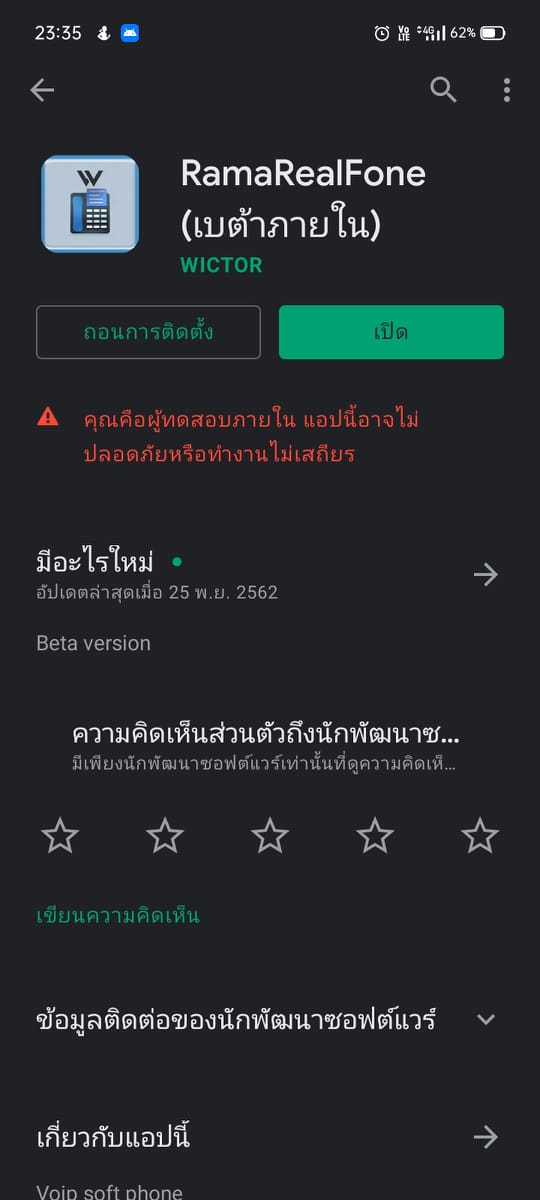 23:35
Vo LTE 4G 62%
W
RamaRealFone
(เบต้าภายใน)
WICTOR
ถอนการติดตั้ง
เปิด
คุณคือผู้ทดสอบภายใน แอปนี้อาจไม่
ปลอดภัยหรือทำงานไม่เสถียร
มีอะไรใหม่
อัปเดตล่าสุดเมื่อ 25 พ.ย. 2562
Beta version
ความคิดเห็นส่วนตัวถึงนักพัฒนาซ...
มีเพียงนักพัฒนาซอฟต์แวร์เท่านั้นที่ดูความคิดเห็...
เขียนความคิดเห็น
ข้อมูลติดต่อของนักพัฒนาซอฟต์แวร์
เกี่ยวกับแอปนี้
Voip soft phone